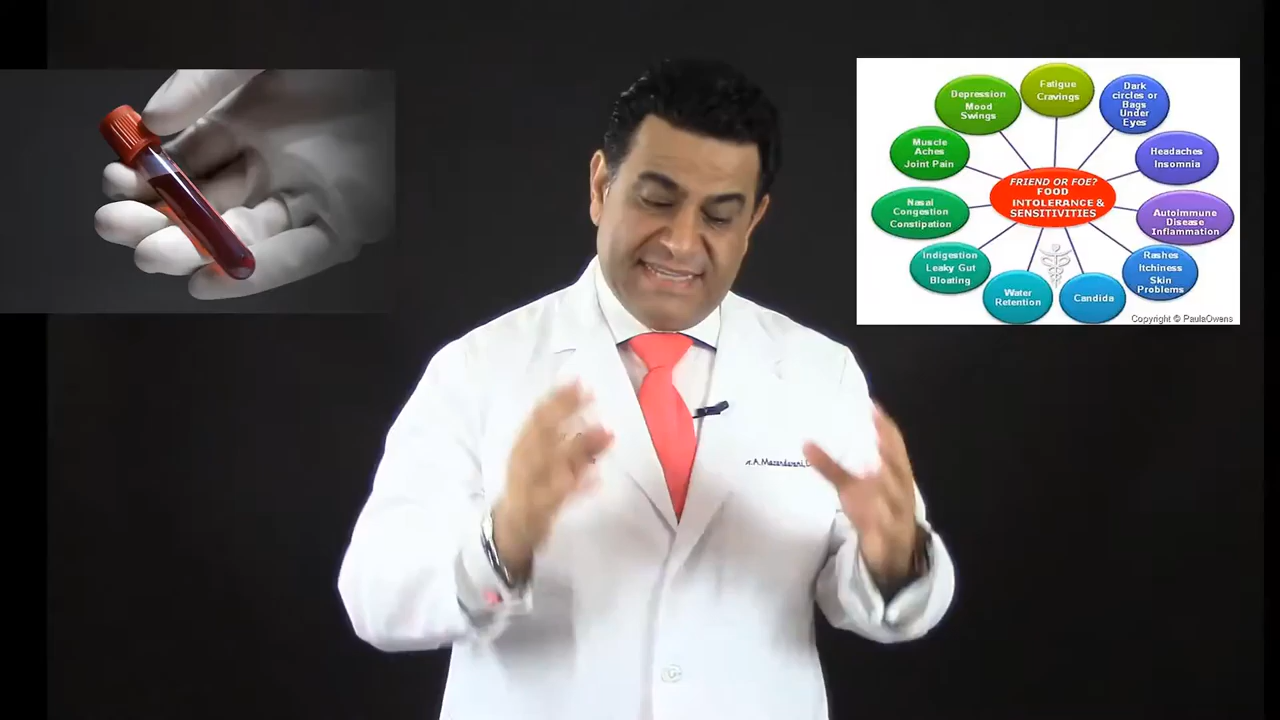 Fatigue
Cravings
Dark
circles or
Bags
Under
Eyes
Headaches
Insomnia
Autoimmune
Disease
Inflammation
Rashes
Itchiness
Skin
Problems
Candida
Water
Retention
Indigestion
Leaky Gut
Bloating
Nasal
Congestion
Constipation
Muscle
Aches
Joint Pain
Depression
Mood
Swings
FRIEND OR FOE?
FOOD
INTOLERANCE &
SENSITIVITIES
Copyright © PaulaOwens